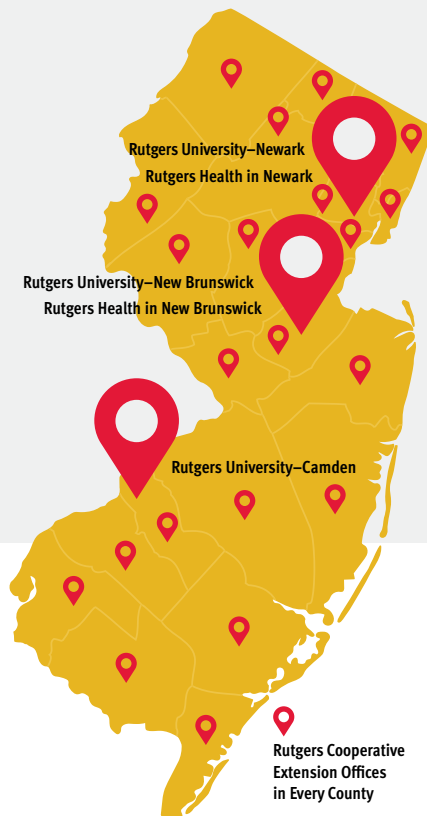 Rutgers University–Newark
Rutgers Health in Newark
Rutgers University–New Brunswick
Rutgers Health in New Brunswick
Rutgers University–Camden
Rutgers Cooperative
Extension Offices
in Every County